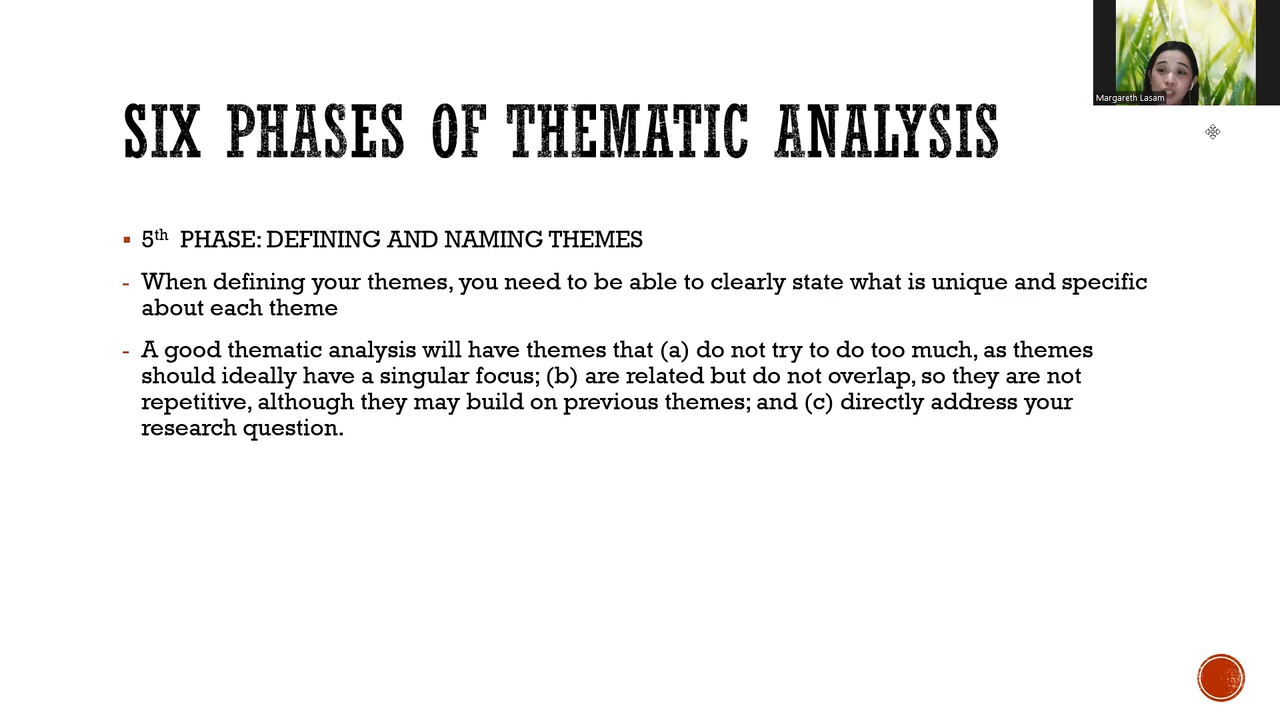 Margareth Lasam
SIX PHASES OF THEMATIC ANALYSIS
▪ 5th PHASE: DEFINING AND NAMING THEMES
- When defining your themes, you need to be able to clearly state what is unique and specific
about each theme
- A good thematic analysis will have themes that (a) do not try to do too much, as themes
should ideally have a singular focus; (b) are related but do not overlap, so they are not
repetitive, although they may build on previous themes; and (c) directly address your
research question.